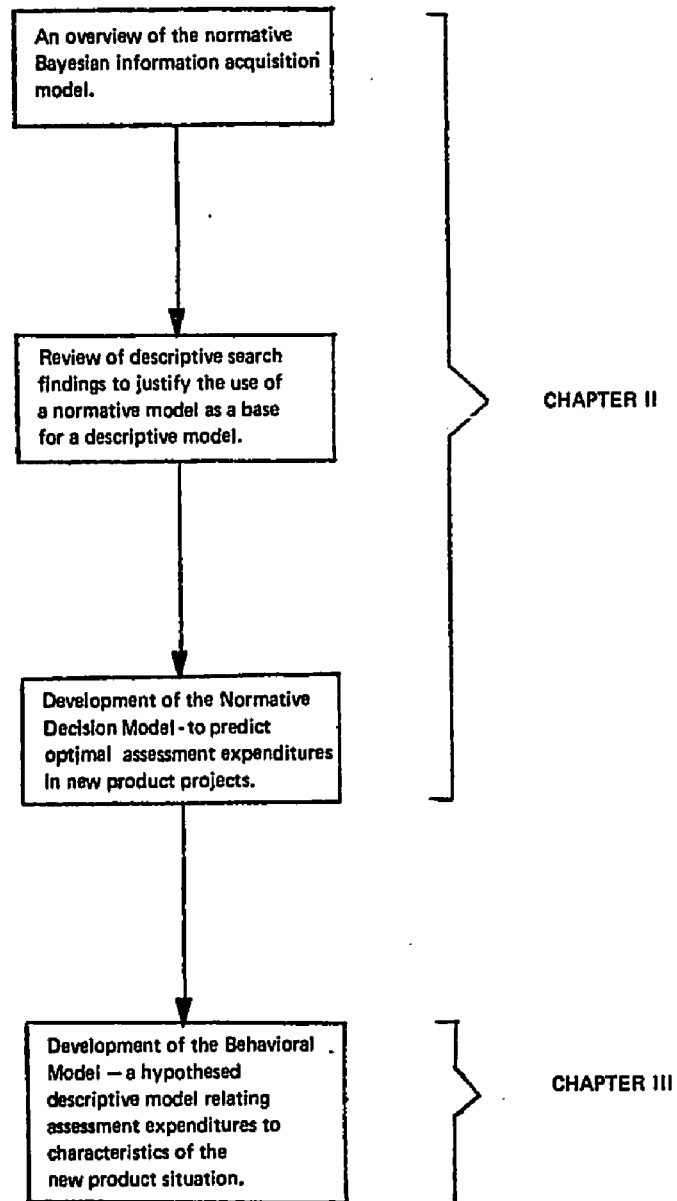 An overview of the normative
Bayesian information acquisition
model.
Review of descriptive search
findings to justify the use of
a normative model as a base
for a descriptive model.
CHAPTER II
Development of the Normative
Decision Model - to predict
optimal assessment expenditures
in new product projects.
Development of the Behavioral
Model — a hypothesed
descriptive model relating
assessment expenditures to
characteristics of the
new product situation.
CHAPTER III